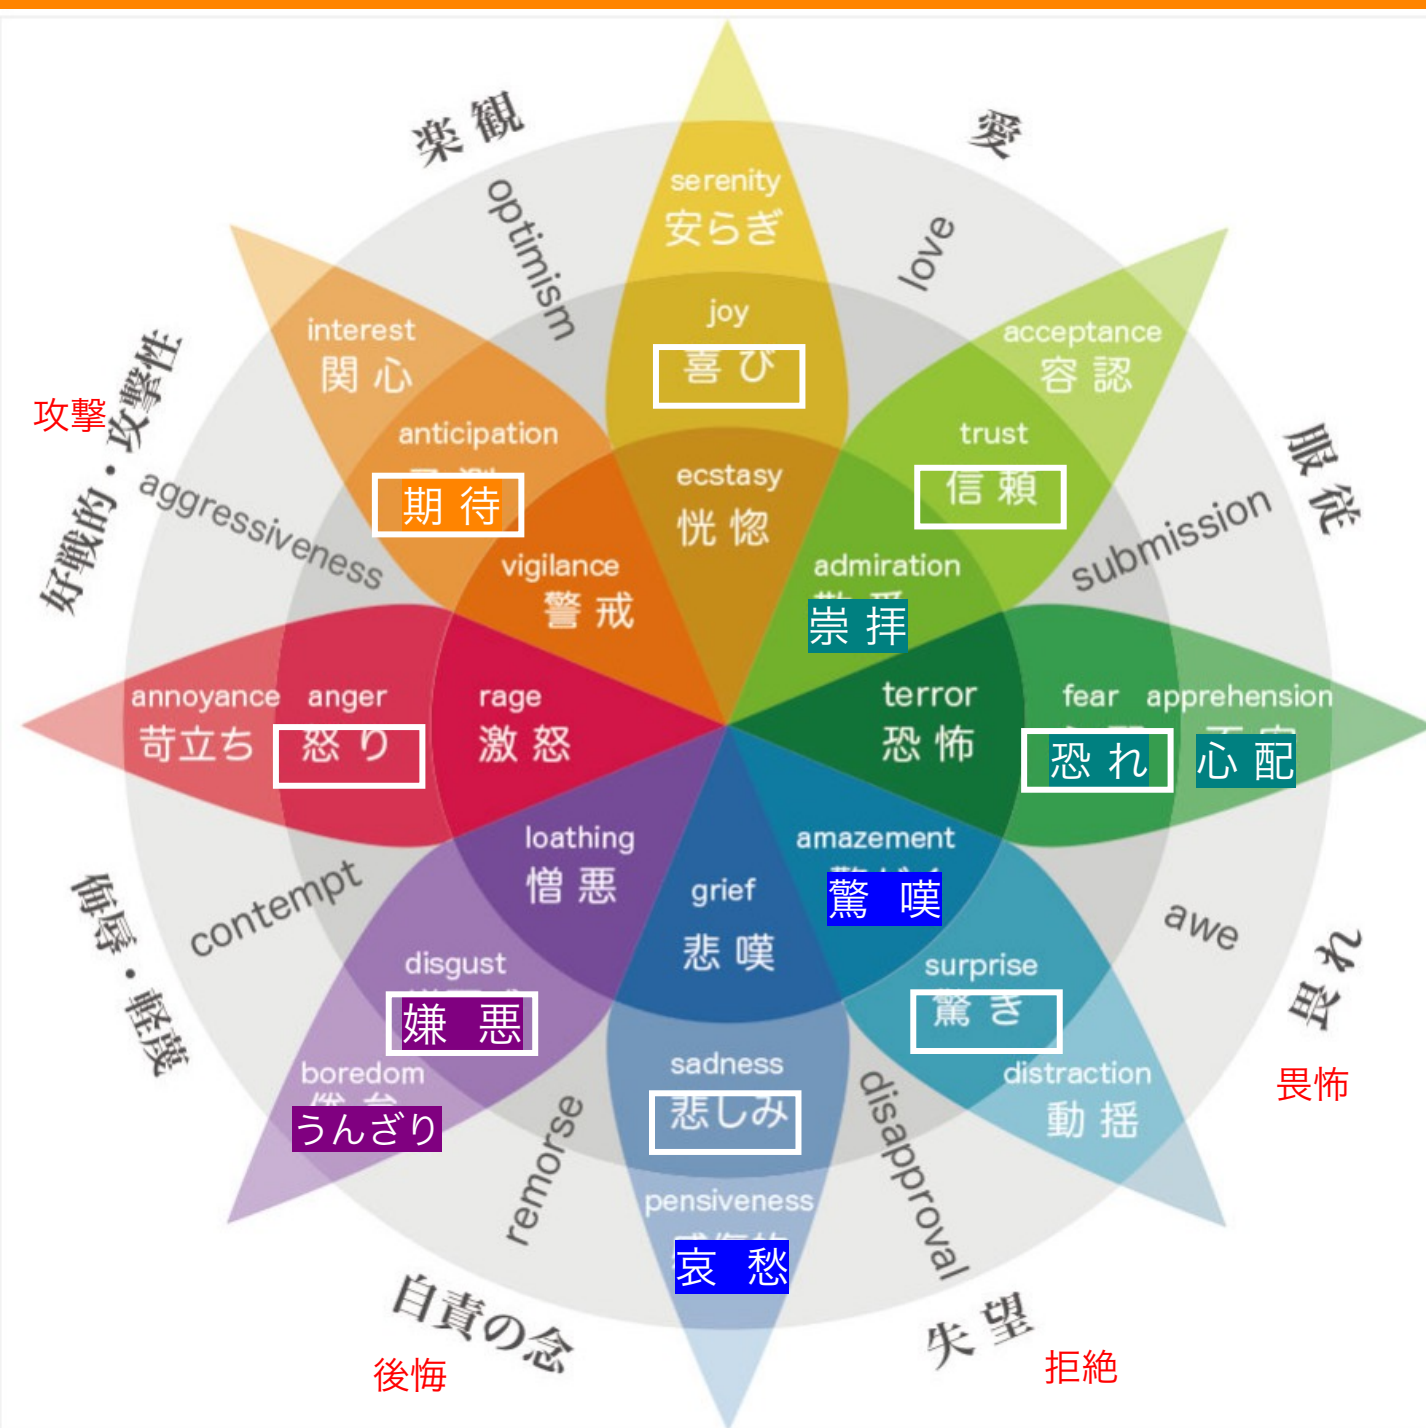 楽観
愛
optimism
love
serenity
安らぎ
joy
喜び
interest
関心
acceptance
容認
anticipation
期待
trust
信頼
好戦的・攻撃性
攻撃
aggressiveness
服従
submission
ecstasy
恍惚
vigilance
警戒
admiration
崇拝
annoyance
苛立ち
anger
怒り
rage
激怒
terror
恐怖
fear
恐れ
apprehension
心配
loathing
憎悪
grief
悲嘆
amazement
驚嘆
侮辱・軽蔑
contempt
awe
畏れ
畏怖
disgust
嫌悪
surprise
驚き
boredom
うんざり
sadness
悲しみ
distraction
動揺
remorse
disapproval
pensiveness
哀愁
自責の念
後悔
失望
拒絶